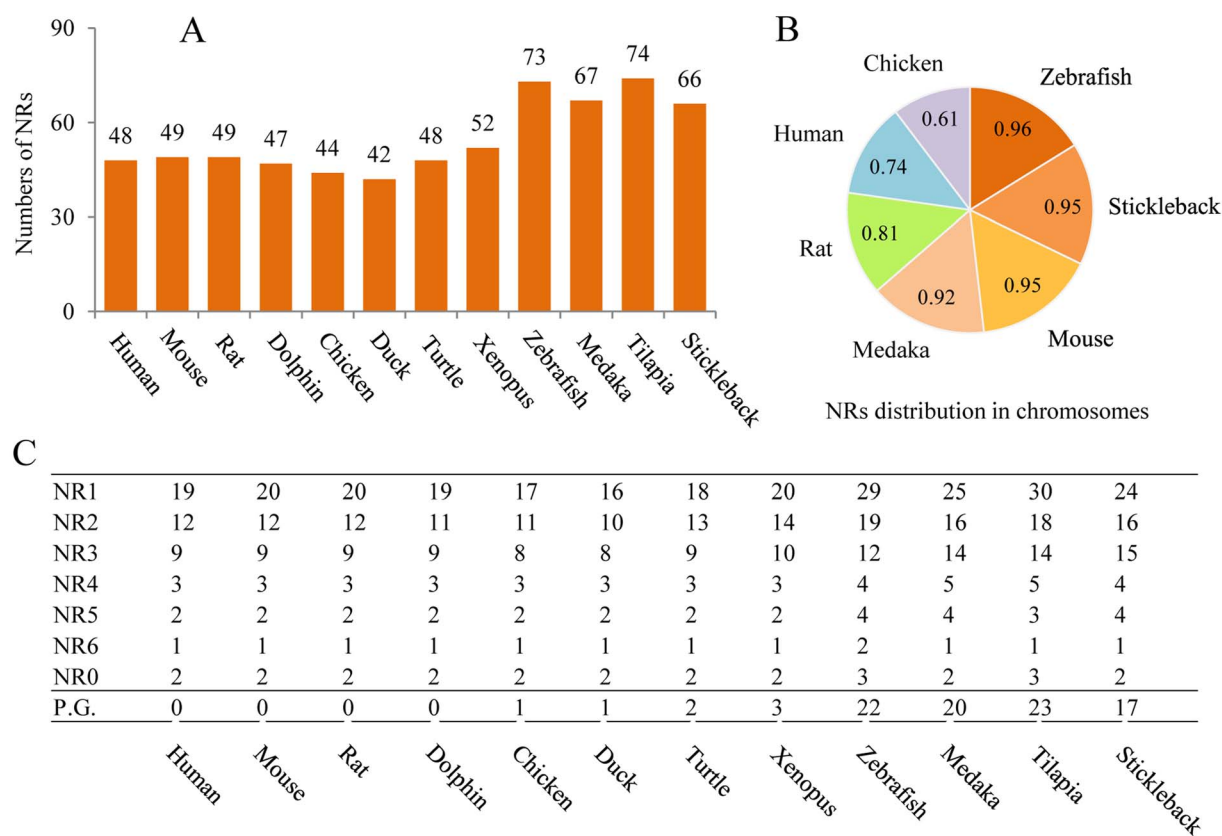 A
B
90
60
30
0
Numbers of NRs
48 49 49 47 44 42 48 52 73 67 74 66
Human Mouse Rat Dolphin Chicken Duck Turtle Xenopus Zebrafish Medaka Tilapia Stickleback
Chicken 0.61
Zebrafish 0.96
Human 0.74
Stickleback 0.95
Rat 0.81
Mouse 0.95
Medaka 0.92
NRs distribution in chromosomes
C
NR1 19 20 20 19 17 16 18 20 29 25 30 24
NR2 12 12 12 11 11 10 13 14 19 16 18 16
NR3 9 9 9 9 8 8 9 10 12 14 14 15
NR4 3 3 3 3 3 3 3 3 4 5 5 4
NR5 2 2 2 2 2 2 2 2 4 4 3 4
NR6 1 1 1 1 1 1 1 1 2 1 1 1
NR0 2 2 2 2 2 2 2 2 3 2 3 2
P.G. 0 0 0 0 1 1 2 3 22 20 23 17
Human Mouse Rat Dolphin Chicken Duck Turtle Xenopus Zebrafish Medaka Tilapia Stickleback